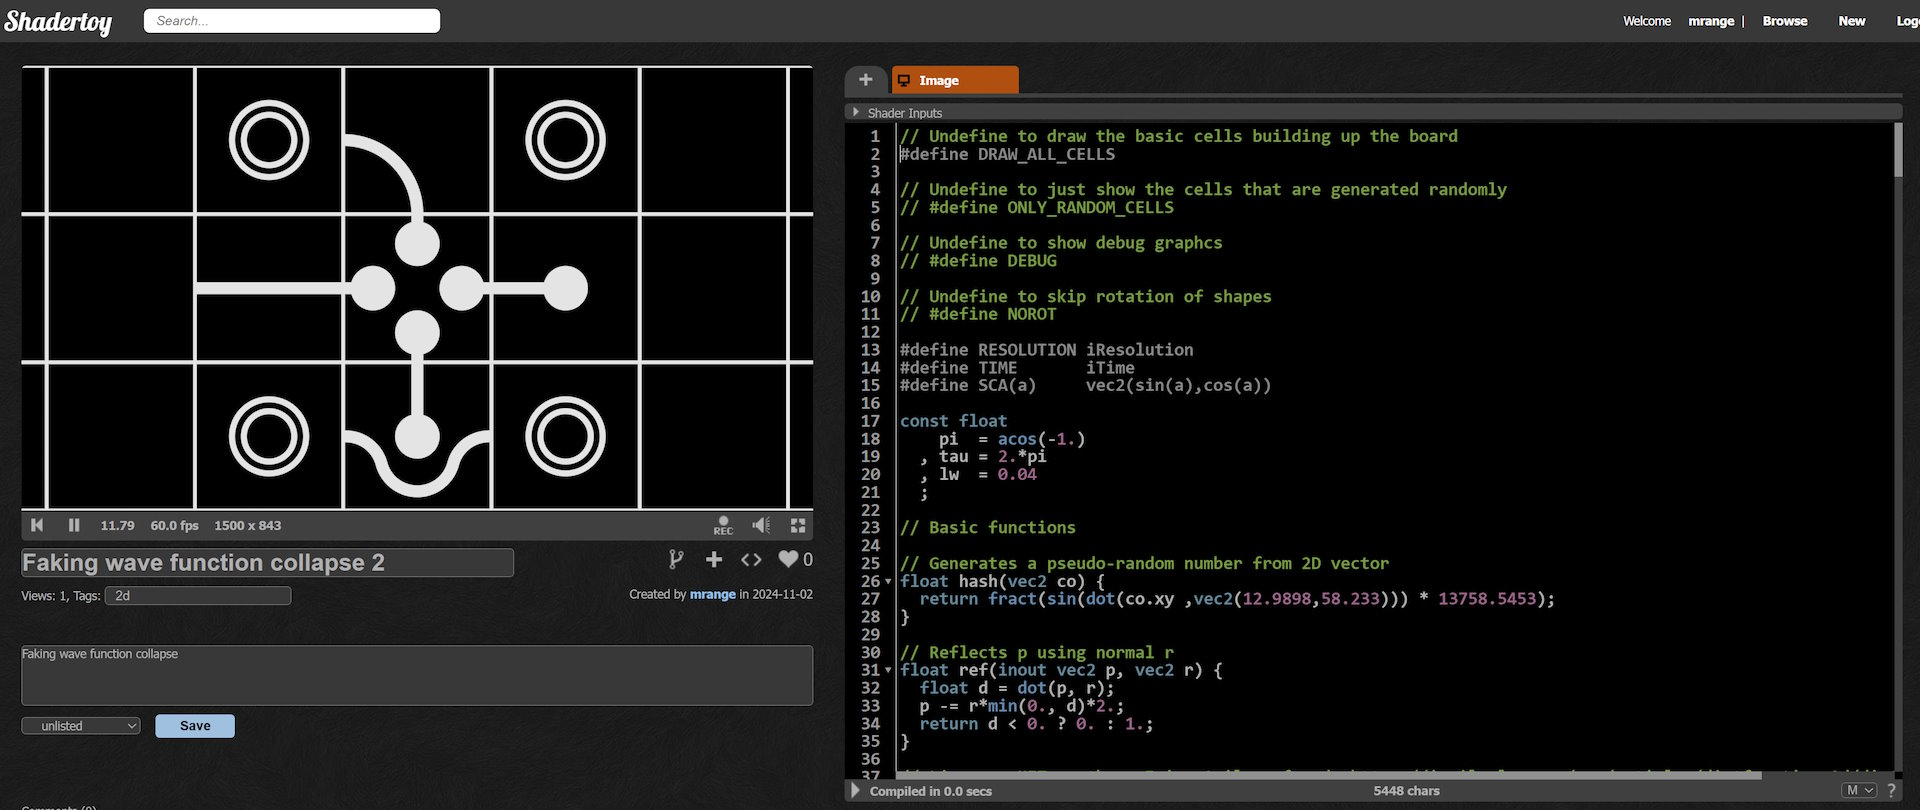 Shadertoy
Search...
Welcome mrange | Browse New Log
+ Image
Shader Inputs
1 // Undefine to draw the basic cells building up the board
2 #define DRAW_ALL_CELLS
3
4 // Undefine to just show the cells that are generated randomly
5 // #define ONLY_RANDOM_CELLS
6
7 // Undefine to show debug graphcs
8 // #define DEBUG
9
10 // Undefine to skip rotation of shapes
11 // #define NOROT
12
13 #define RESOLUTION iResolution
14 #define TIME       iTime
15 #define SCA(a)     vec2(sin(a),cos(a))
16
17 const float
18     pi  = acos(-1.)
19   , tau = 2.*pi
20   , lw  = 0.04
21   ;
22
23 // Basic functions
24
25 // Generates a pseudo-random number from 2D vector
26 float hash(vec2 co) {
27   return fract(sin(dot(co.xy ,vec2(12.9898,58.233))) * 13758.5453);
28 }
29
30 // Reflects p using normal r
31 float ref(inout vec2 p, vec2 r) {
32   float d = dot(p, r);
33   p -= r*min(0., d)*2.;
34   return d < 0. ? 0. : 1.;
35 }
36
37
Compiled in 0.0 secs 5448 chars M ?
11.79 60.0 fps 1500 x 843 REC
Faking wave function collapse 2
0
Views: 1, Tags: 2d
Created by mrange in 2024-11-02
Faking wave function collapse
unlisted Save